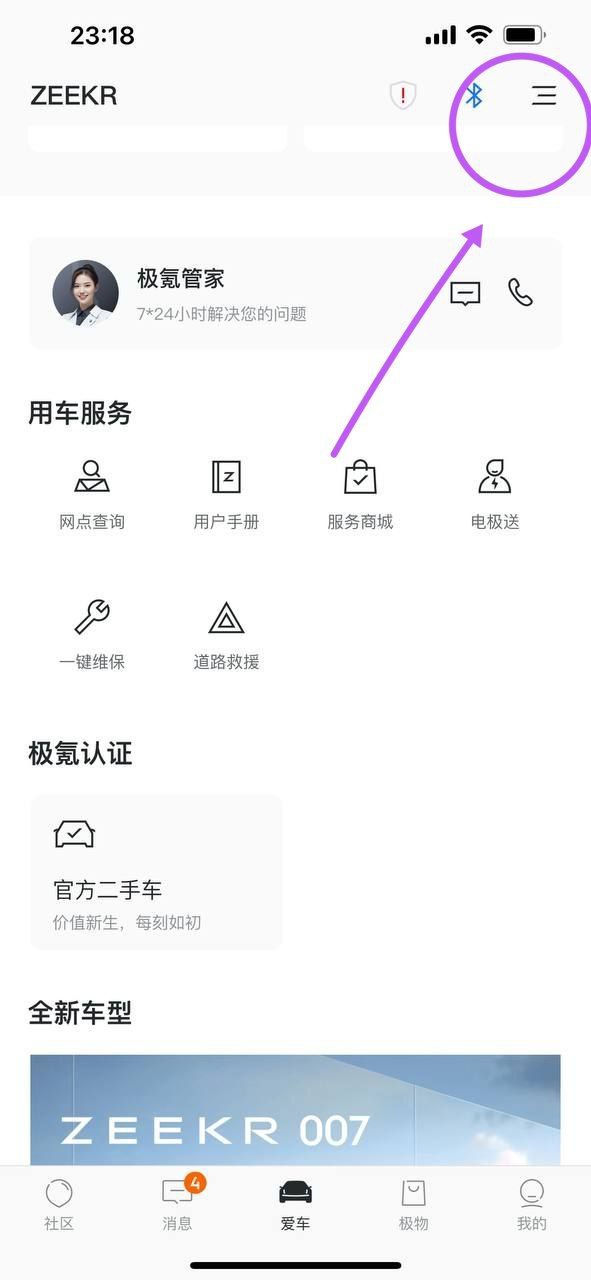 23:18
ZEEKR
极氪管家
7*24小时解决您的问题
用车服务
网点查询
用户手册
服务商城
电极送
一键维保
道路救援
极氪认证
官方二手车
价值新生，每刻如初
全新车型
ZEEKR 007
4
社区
消息
爱车
极物
我的